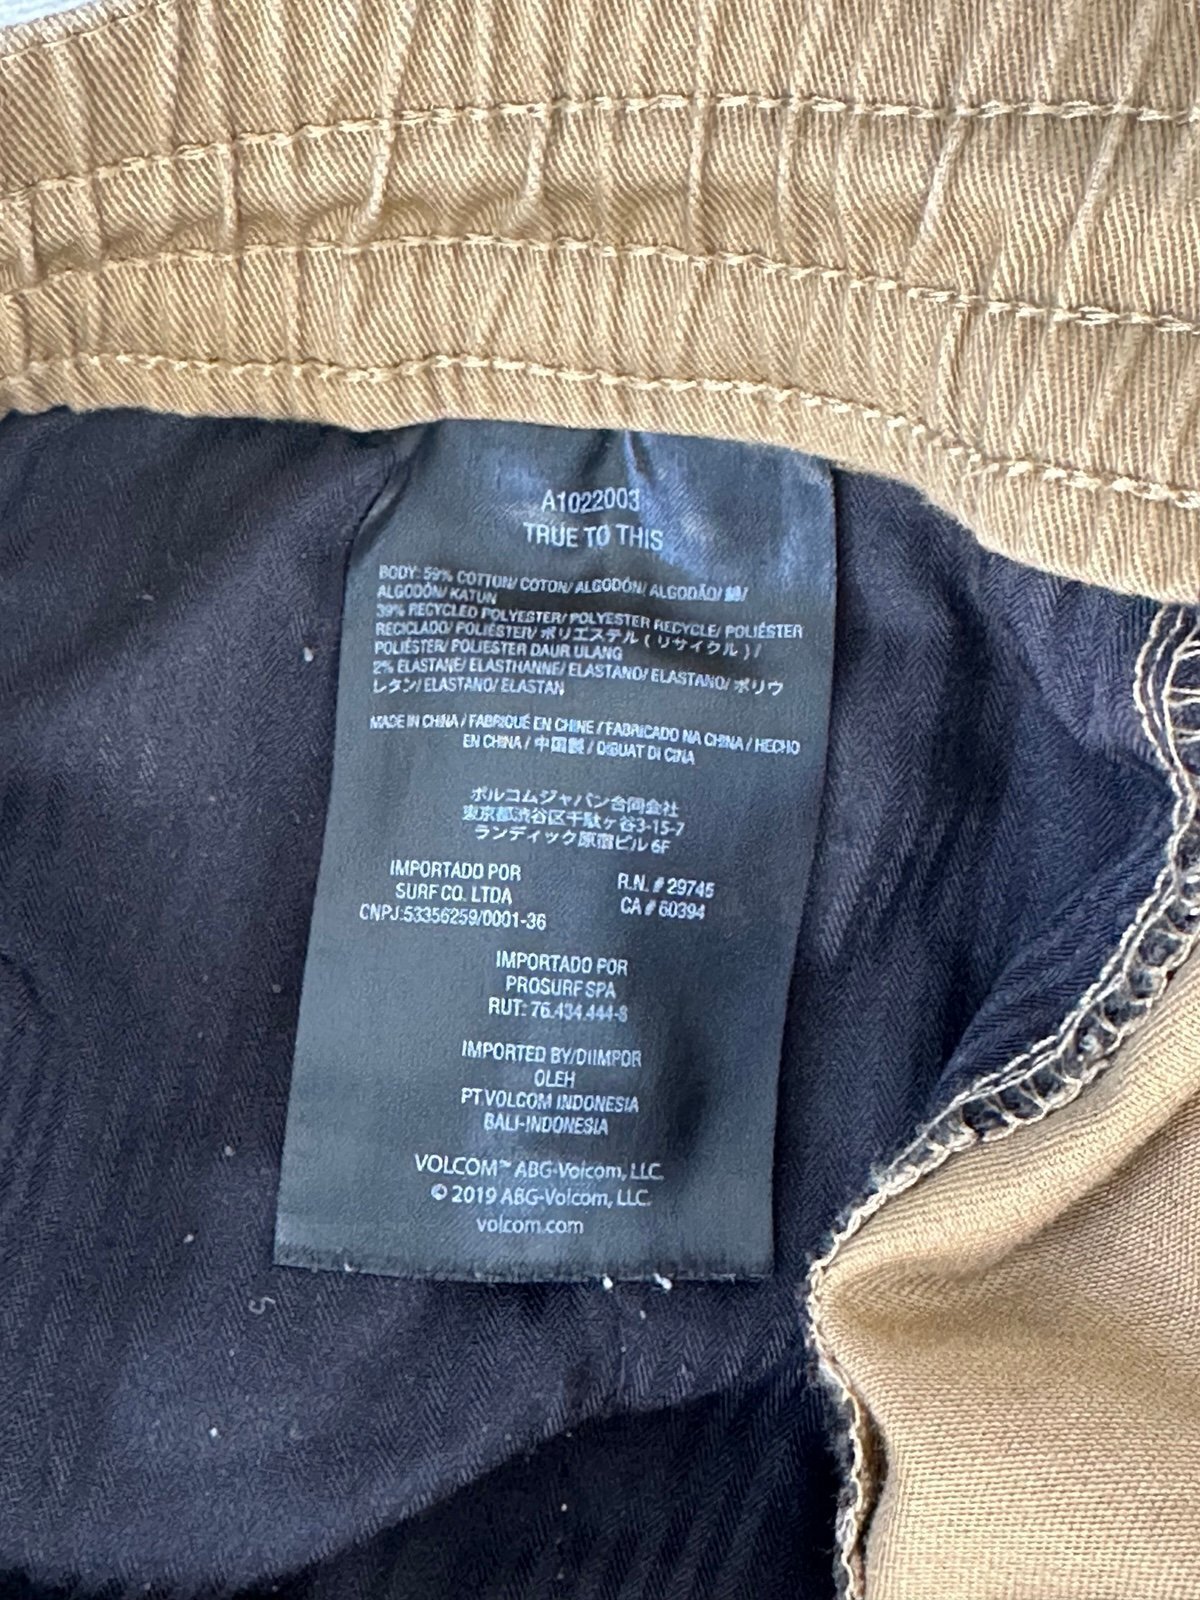 A1022003
TRUE TO THIS
BODY: 59% COTTON/ COTON/ ALGODÓN/ ALGODÃO/ 綿/
ALGODÓN/ KATUN
39% RECYCLED POLYESTER/ POLYESTER RECYCLE/ POLIÉSTER
RECICLADO/ POLIÉSTER/ ポリエステル ( リサイクル ) /
POLIÉSTER/ POLIESTER DAUR ULANG
2% ELASTANE/ ELASTHANNE/ ELASTANO/ ELASTANO/ ポリウ
レタン/ ELASTANO/ ELASTAN
MADE IN CHINA / FABRIQUÉ EN CHINE / FABRICADO NA CHINA / HECHO
EN CHINA / 中国製 / DIBUAT DI CINA
ボルコムジャパン合同会社
東京都渋谷区千駄ヶ谷3-15-7
ランディック原宿ビル 6F
IMPORTADO POR
SURF CO. LTDA
CNPJ:53356259/0001-36
R.N. # 29745
CA # 60394
IMPORTADO POR
PROSURF SPA
RUT: 76.434.444-8
IMPORTED BY/DIIMPOR
OLEH
PT.VOLCOM INDONESIA
BALI-INDONESIA
VOLCOM™ ABG-Volcom, LLC.
© 2019 ABG-Volcom, LLC.
volcom.com